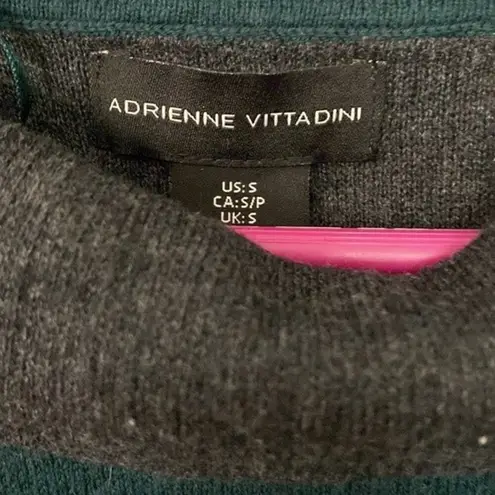 ADRIENNE VITTADINI
US: S
CA: S/P
UK: S